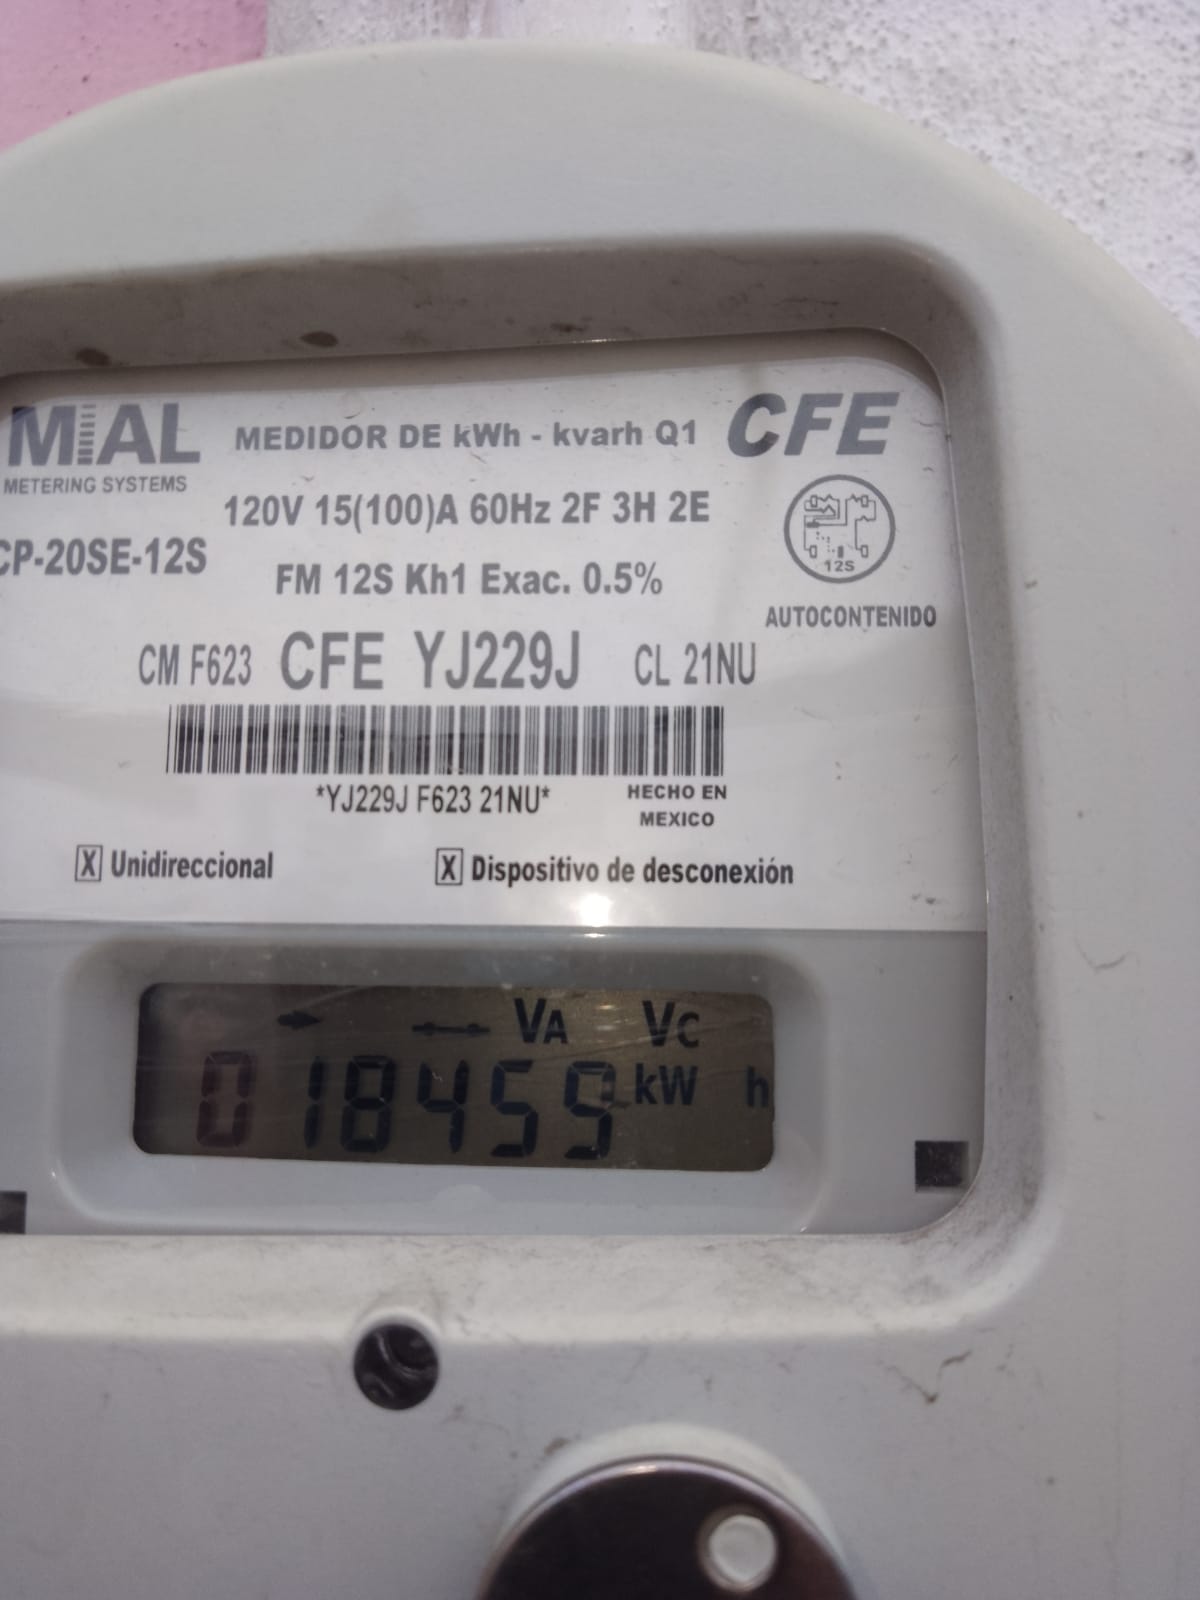 MIAL
METERING SYSTEMS
MEDIDOR DE kWh - kvarh Q1
CFE
120V 15(100)A 60Hz 2F 3H 2E
CP-20SE-12S
FM 12S Kh1 Exac. 0.5%
12S
AUTOCONTENIDO
CM F623 CFE YJ229J CL 21NU
*YJ229J F623 21NU*
HECHO EN
MEXICO
X Unidireccional
X Dispositivo de desconexión
VA VC
018459 kW h